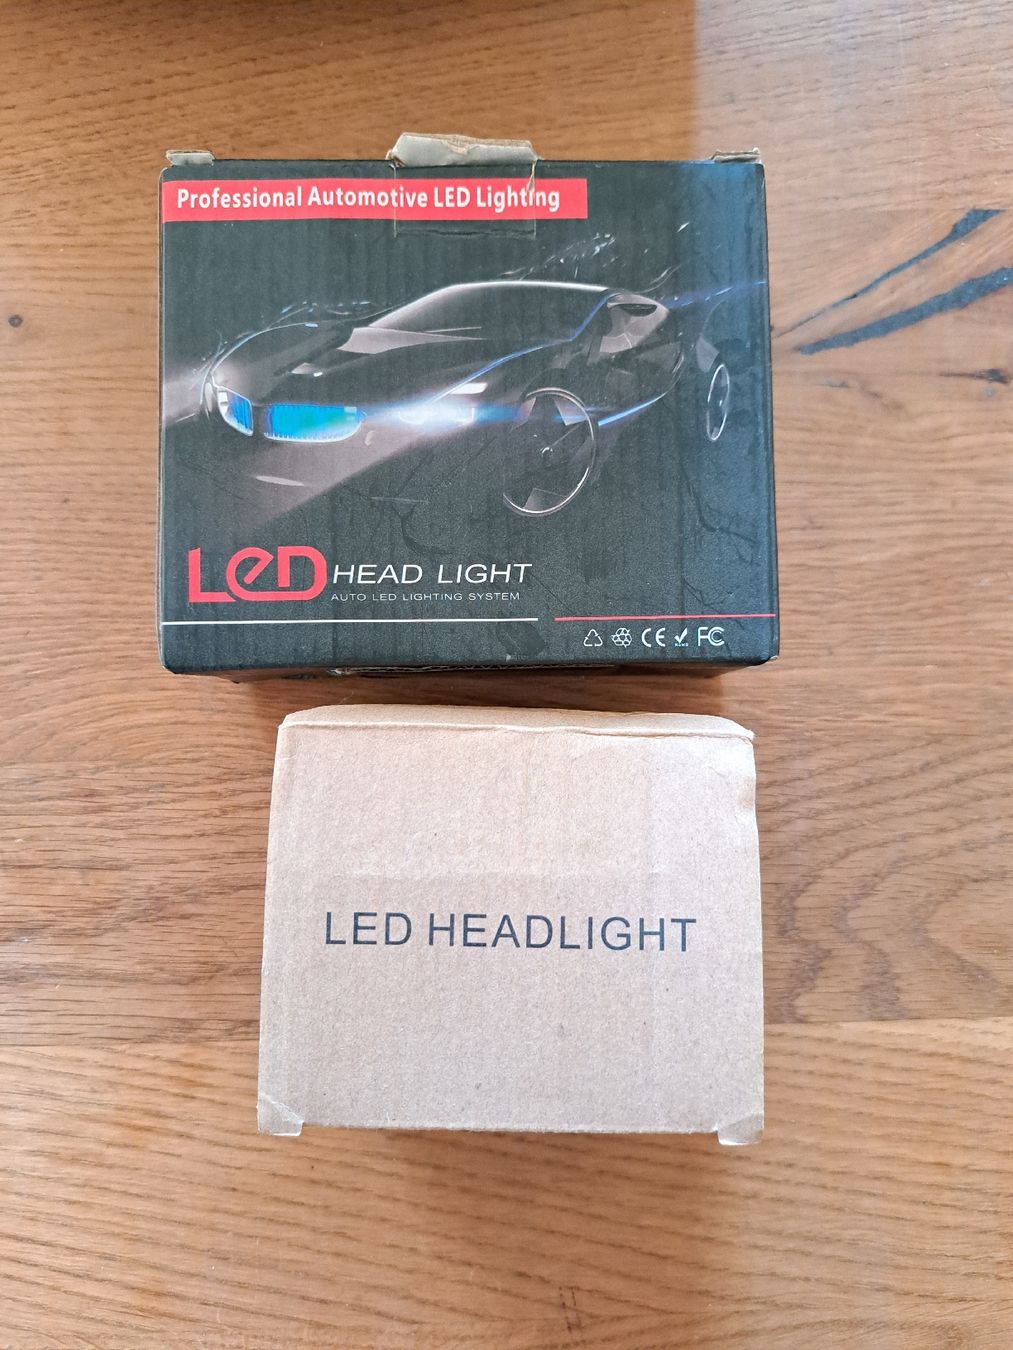 Professional Automotive LED Lighting
LED HEAD LIGHT
AUTO LED LIGHTING SYSTEM
CE FC
LED HEADLIGHT